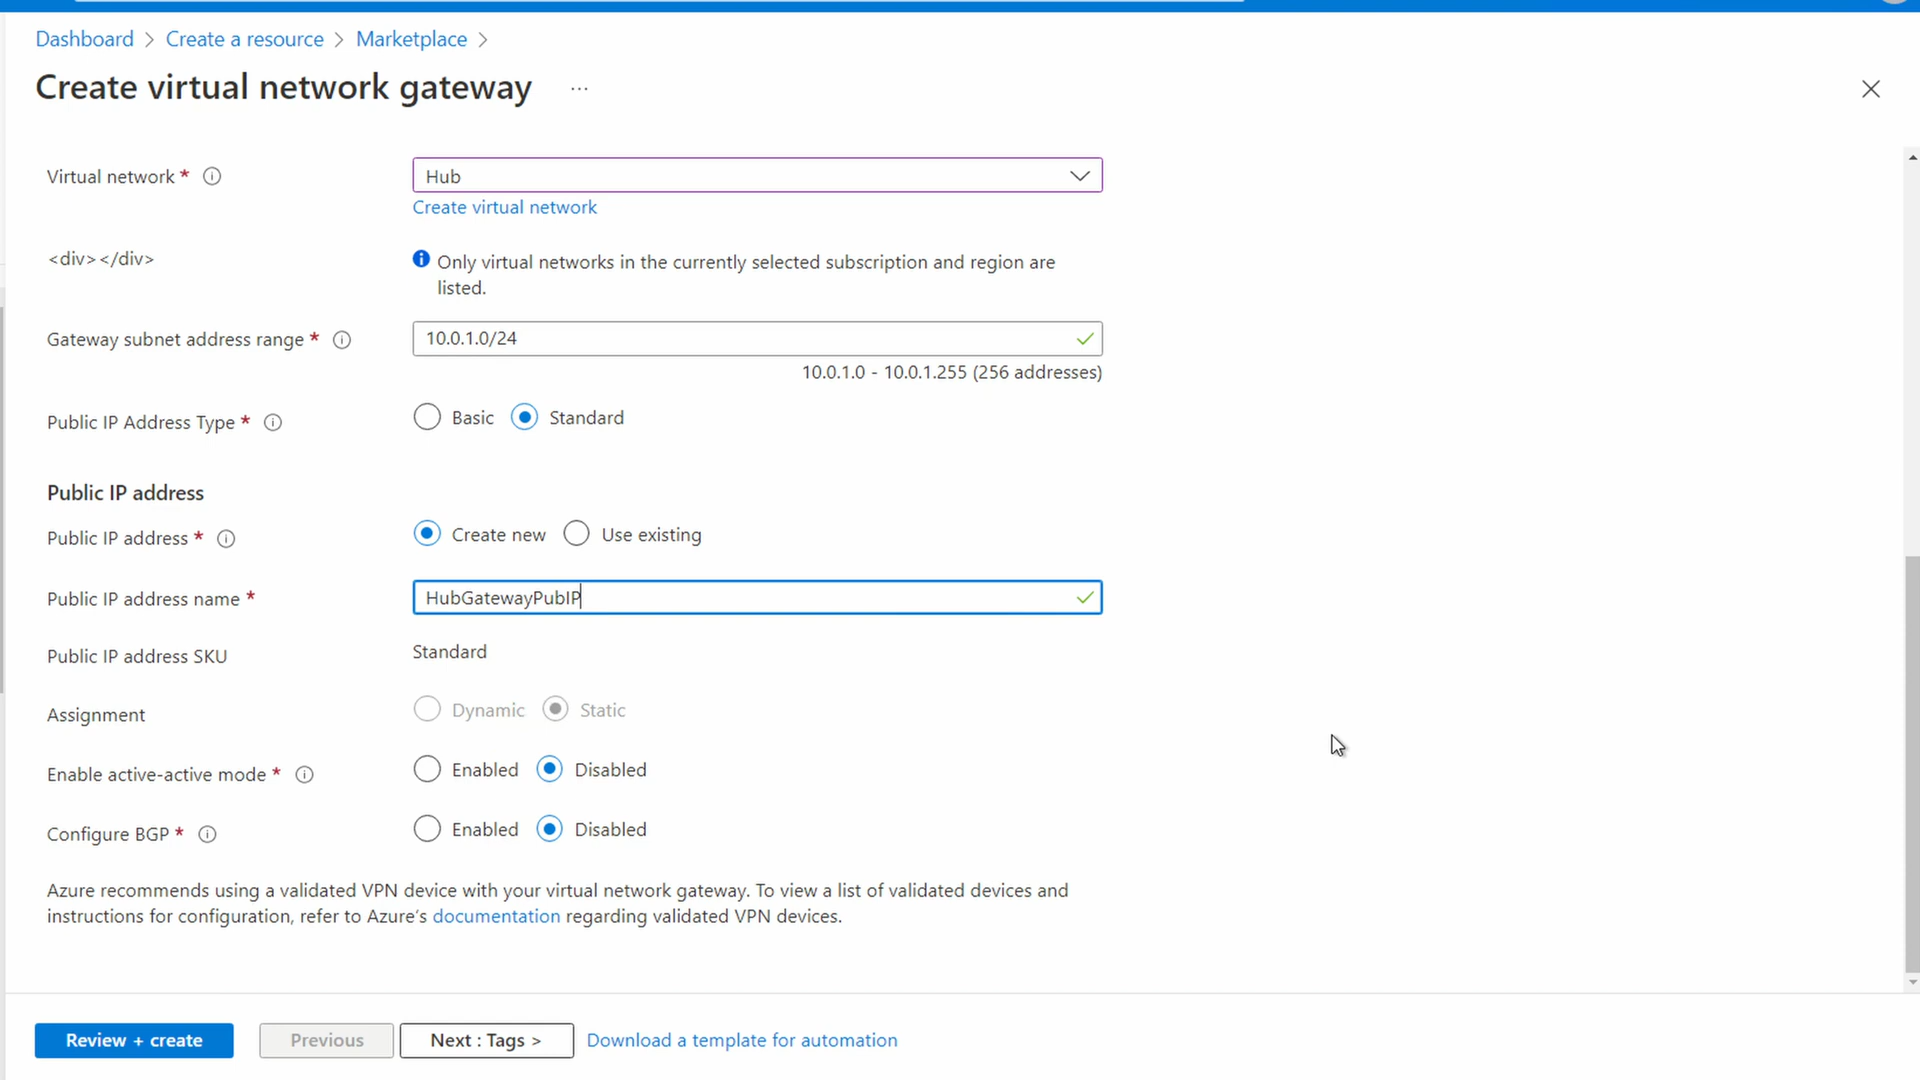 Dashboard > Create a resource > Marketplace >
Create virtual network gateway ...
Virtual network * Hub
Create virtual network
<div></div> Only virtual networks in the currently selected subscription and region are
listed.
Gateway subnet address range * 10.0.1.0/24
10.0.1.0 - 10.0.1.255 (256 addresses)
Public IP Address Type * Basic Standard
Public IP address
Public IP address * Create new Use existing
Public IP address name * HubGatewayPubIP
Public IP address SKU Standard
Assignment Dynamic Static
Enable active-active mode * Enabled Disabled
Configure BGP * Enabled Disabled
Azure recommends using a validated VPN device with your virtual network gateway. To view a list of validated devices and
instructions for configuration, refer to Azure's documentation regarding validated VPN devices.
Review + create Previous Next : Tags > Download a template for automation